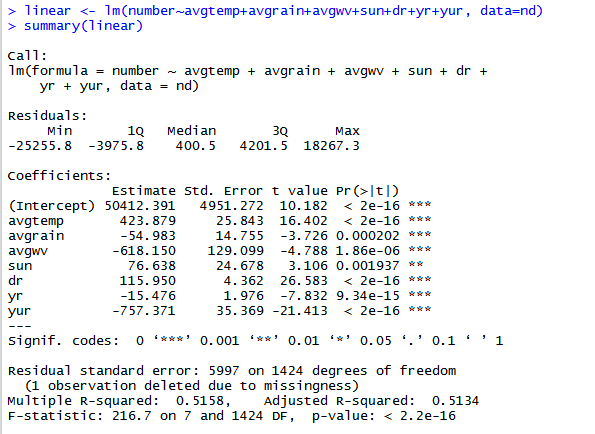 > linear <- lm(number~avgtemp+avgrain+avgwv+sun+dr+yr+yur, data=nd)
> summary(linear)
Call:
lm(formula = number ~ avgtemp + avgrain + avgwv + sun + dr +
    yr + yur, data = nd)
Residuals:
     Min       1Q   Median       3Q      Max
-25255.8  -3975.8    400.5   4201.5  18267.3
Coefficients:
             Estimate Std. Error t value Pr(>|t|)
(Intercept) 50412.391   4951.272  10.182  < 2e-16 ***
avgtemp       423.879     25.843  16.402  < 2e-16 ***
avgrain       -54.983     14.755  -3.726 0.000202 ***
avgwv        -618.150    129.099  -4.788 1.86e-06 ***
sun            76.638     24.678   3.106 0.001937 **
dr            115.950      4.362  26.583  < 2e-16 ***
yr            -15.476      1.976  -7.832 9.34e-15 ***
yur          -757.371     35.369 -21.413  < 2e-16 ***
---
Signif. codes:  0 ‘***’ 0.001 ‘**’ 0.01 ‘*’ 0.05 ‘.’ 0.1 ‘ ’ 1
Residual standard error: 5997 on 1424 degrees of freedom
  (1 observation deleted due to missingness)
Multiple R-squared:  0.5158,    Adjusted R-squared:  0.5134
F-statistic: 216.7 on 7 and 1424 DF,  p-value: < 2.2e-16